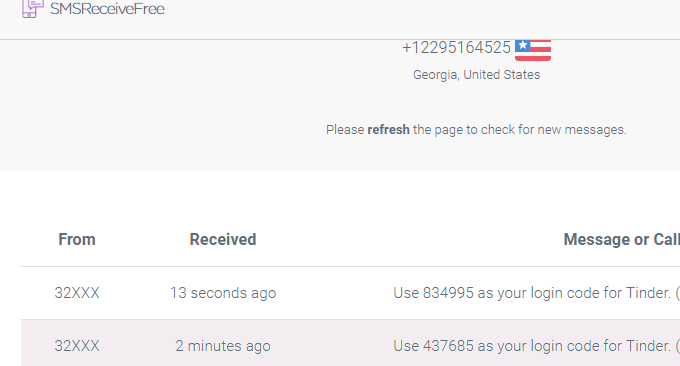 SMSReceiveFree
+12295164525
Georgia, United States
Please refresh the page to check for new messages.
From Received Message or Call
32XXX 13 seconds ago Use 834995 as your login code for Tinder. (
32XXX 2 minutes ago Use 437685 as your login code for Tinder. (